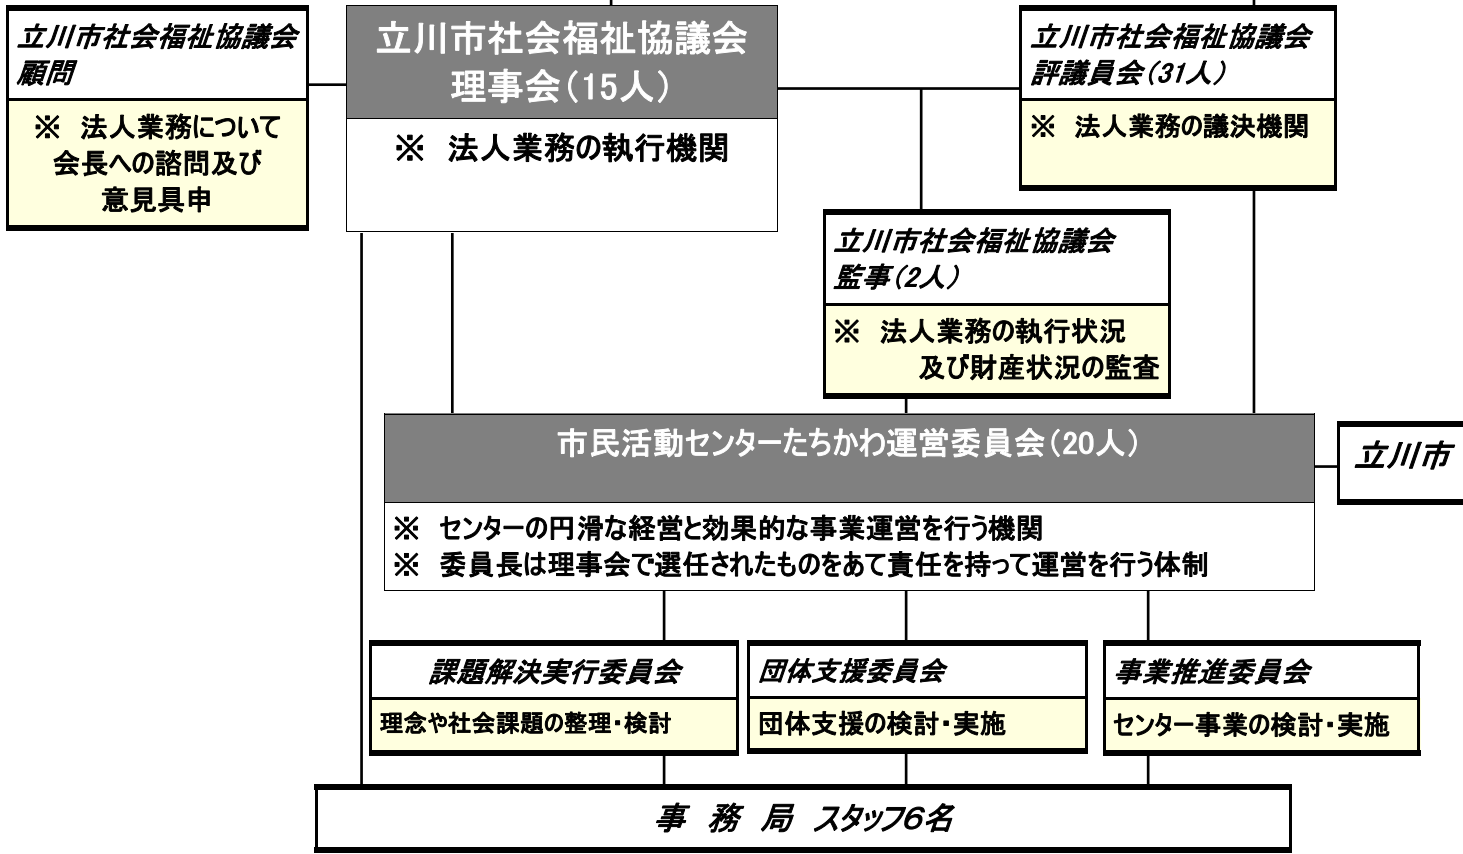 立川市社会福祉協議会
顧問
※　法人業務について
会長への諮問及び
意見具申
立川市社会福祉協議会
理事会（15人）
※　法人業務の執行機関
立川市社会福祉協議会
評議員会（31人）
※　法人業務の議決機関
立川市社会福祉協議会
監事（2人）
※　法人業務の執行状況
及び財産状況の監査
市民活動センターたちかわ運営委員会（20人）
※　センターの円滑な経営と効果的な事業運営を行う機関
※　委員長は理事会で選任されたものをあて責任を持って運営を行う体制
立川市
課題解決実行委員会
理念や社会課題の整理・検討
団体支援委員会
団体支援の検討・実施
事業推進委員会
センター事業の検討・実施
事　務　局　スタッフ６名